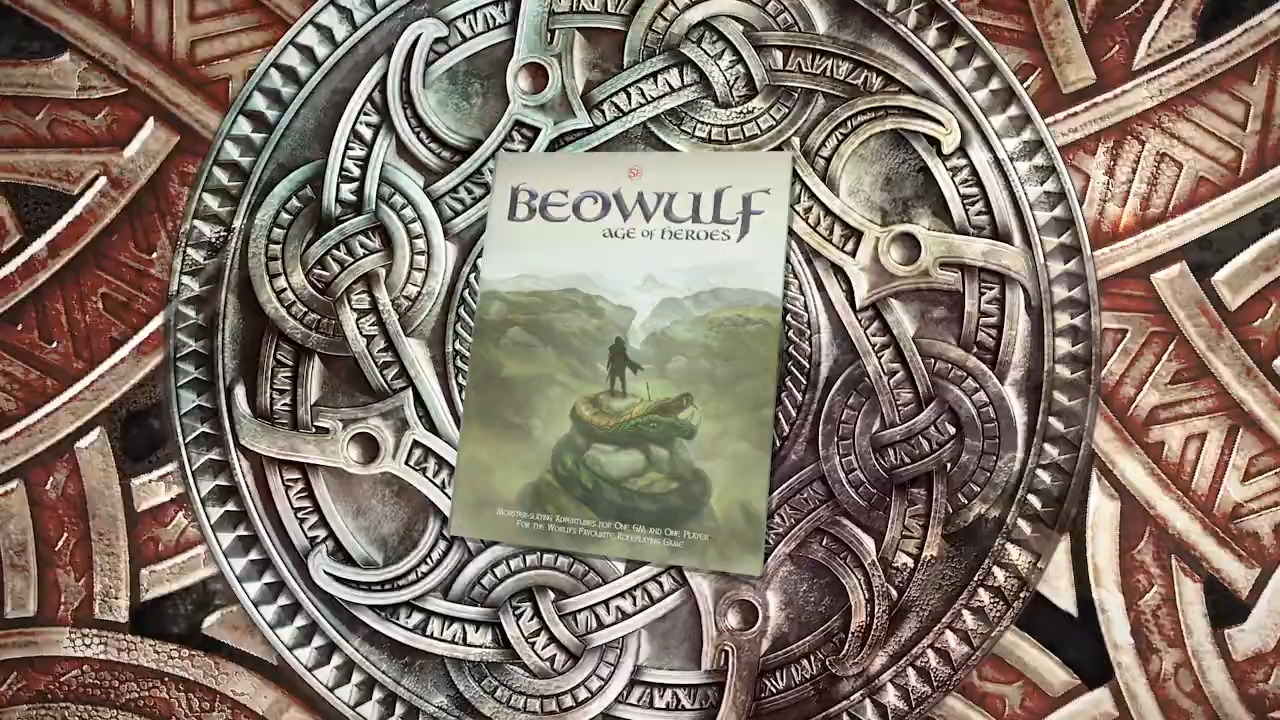 5E
BEOWULF
AGE OF HEROES
MONSTER-SLAYING ADVENTURES FOR ONE GM AND ONE PLAYER
FOR THE WORLD'S FAVOURITE ROLEPLAYING GAME